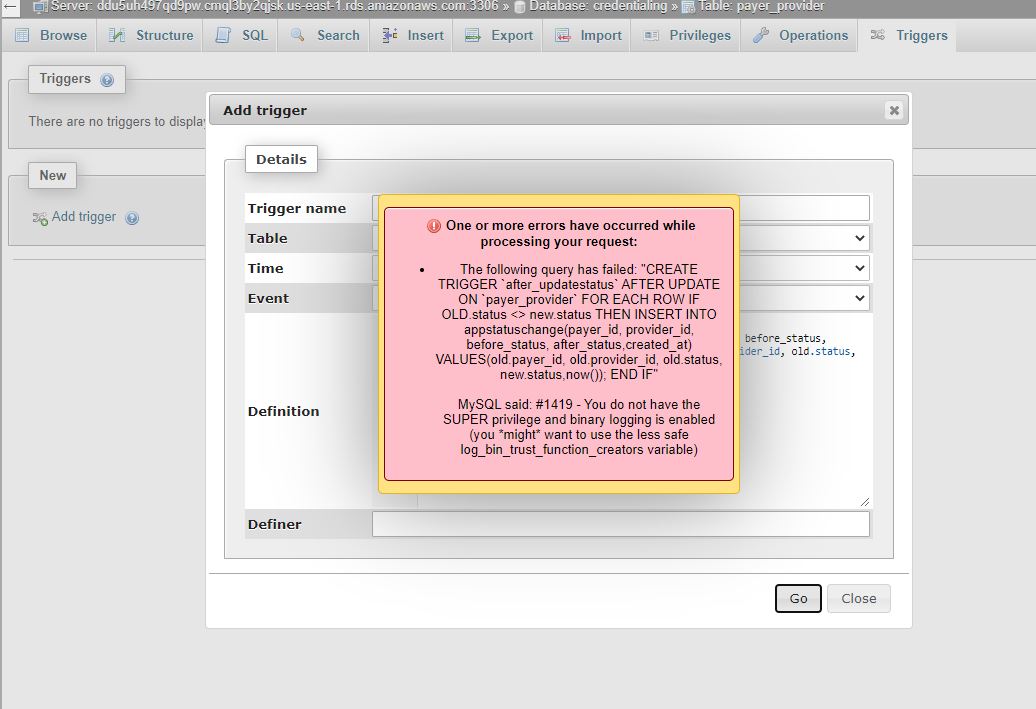 Server: ddu5uh497qd9pw.cmql3by2qjsk.us-east-1.rds.amazonaws.com:3306 » Database: credentialing » Table: payer_provider
Browse Structure SQL Search Insert Export Import Privileges Operations Triggers
Triggers
There are no triggers to
New
Add trigger
Add trigger
Details
Trigger name
Table
Time
Event
before_status,
old.status,
Definition
Definer
One or more errors have occurred while
processing your request:
• The following query has failed: "CREATE
TRIGGER `after_updatestatus` AFTER UPDATE
ON `payer_provider` FOR EACH ROW IF
OLD.status <> new.status THEN INSERT INTO
appstatuschange(payer_id, provider_id,
before_status, after_status,created_at)
VALUES(old.payer_id, old.provider_id, old.status,
new.status,now()); END IF"
MySQL said: #1419 - You do not have the
SUPER privilege and binary logging is enabled
(you *might* want to use the less safe
log_bin_trust_function_creators variable)
Go Close